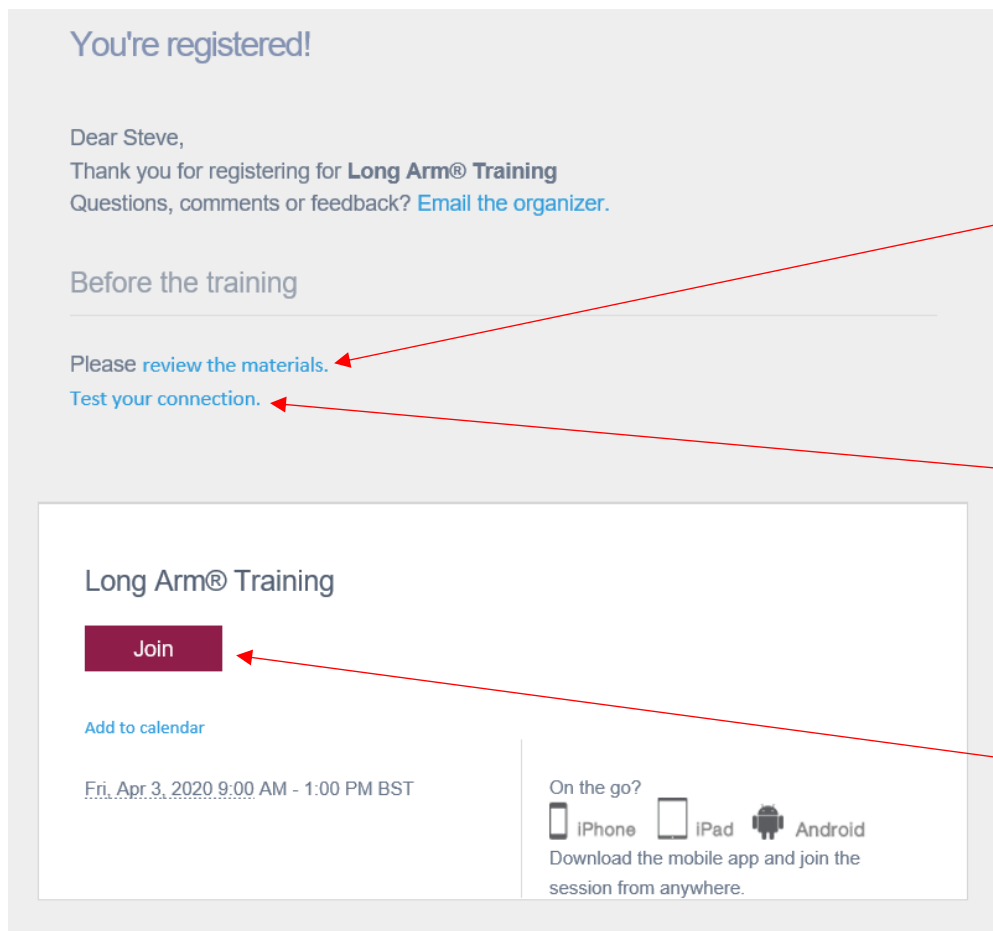 You're registered!
Dear Steve,
Thank you for registering for Long Arm® Training
Questions, comments or feedback? Email the organizer.
Before the training
Please review the materials.
Test your connection.
Long Arm® Training
Join
Add to calendar
Fri, Apr 3, 2020 9:00 AM - 1:00 PM BST
On the go?
iPhone iPad Android
Download the mobile app and join the
session from anywhere.